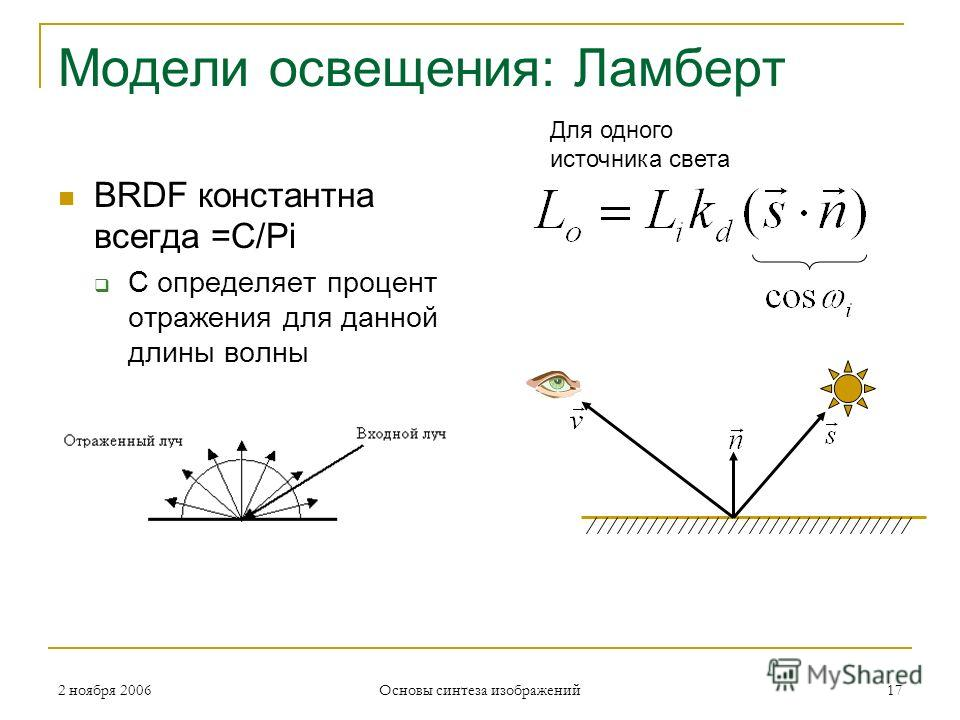 Модели освещения: Ламберт
Для одного
источника света
BRDF константна
всегда =C/Pi
С определяет процент
отражения для данной
длины волны
L_o = L_i k_d (s⃗ · n⃗)
cos ω_i
Отраженный луч
Входной луч
v⃗
n⃗
s⃗
2 ноября 2006
Основы синтеза изображений
17
MyShared